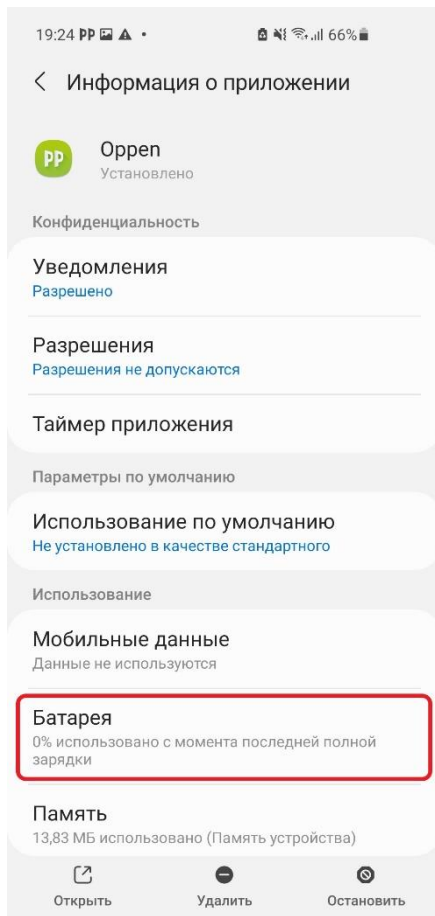 19:24 PP
66%
Информация о приложении
PP
Oppen
Установлено
Конфиденциальность
Уведомления
Разрешено
Разрешения
Разрешения не допускаются
Таймер приложения
Параметры по умолчанию
Использование по умолчанию
Не установлено в качестве стандартного
Использование
Мобильные данные
Данные не используются
Батарея
0% использовано с момента последней полной
зарядки
Память
13,83 МБ использовано (Память устройства)
Открыть
Удалить
Остановить